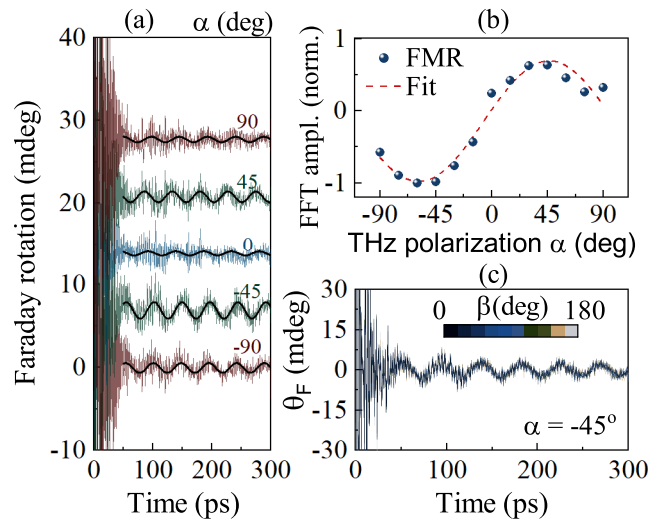 (a) α (deg)
40
30
20
10
0
-10
90
45
0
-45
-90
Faraday rotation (mdeg)
0 100 200 300
Time (ps)
(b)
1
0
-1
FMR
Fit
FFT ampl. (norm.)
-90 -45 0 45 90
THz polarization α (deg)
(c)
30
15
0
-15
-30
0 β(deg) 180
θF (mdeg)
α = -45°
0 100 200 300
Time (ps)